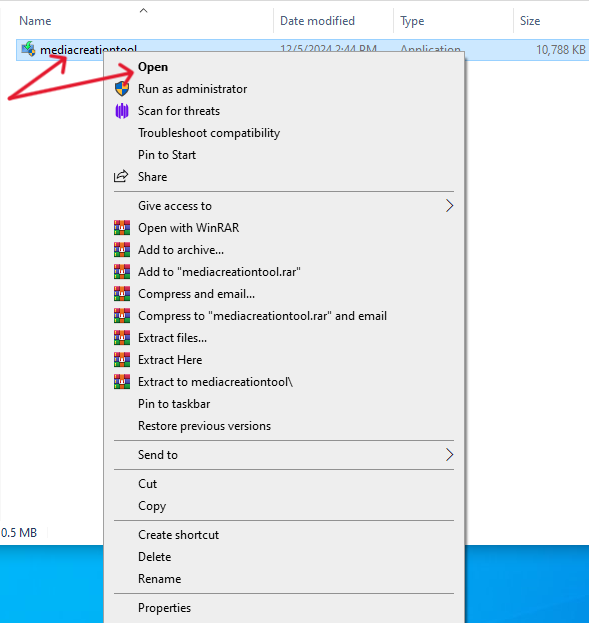 Name Date modified Type Size
mediacreationtool 12/5/2024 2:44 PM Application 10,788 KB
Open
Run as administrator
Scan for threats
Troubleshoot compatibility
Pin to Start
Share
Give access to
Open with WinRAR
Add to archive...
Add to "mediacreationtool.rar"
Compress and email...
Compress to "mediacreationtool.rar" and email
Extract files...
Extract Here
Extract to mediacreationtool\
Pin to taskbar
Restore previous versions
Send to
Cut
Copy
0.5 MB
Create shortcut
Delete
Rename
Properties